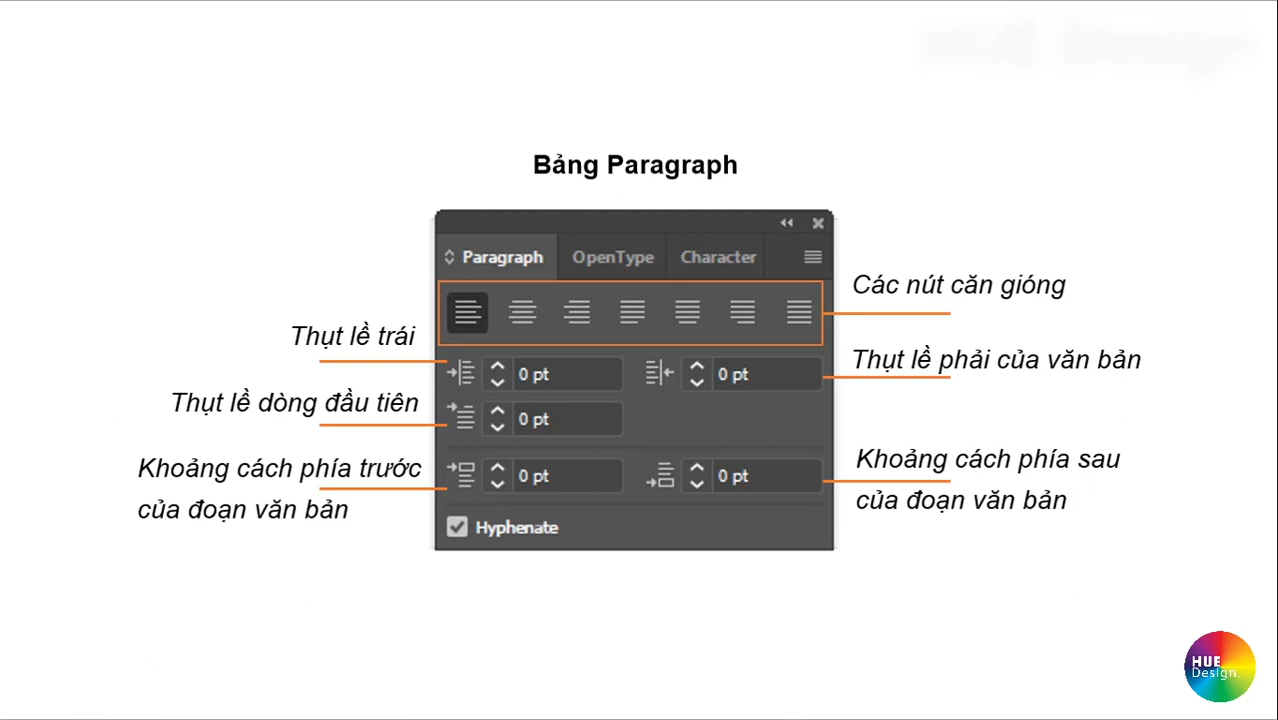 Bảng Paragraph
Paragraph OpenType Character
Các nút căn gióng
Thụt lề trái
0 pt 0 pt
Thụt lề phải của văn bản
Thụt lề dòng đầu tiên
0 pt
Khoảng cách phía trước
của đoạn văn bản
0 pt 0 pt
Khoảng cách phía sau
của đoạn văn bản
Hyphenate
HUE
Design.